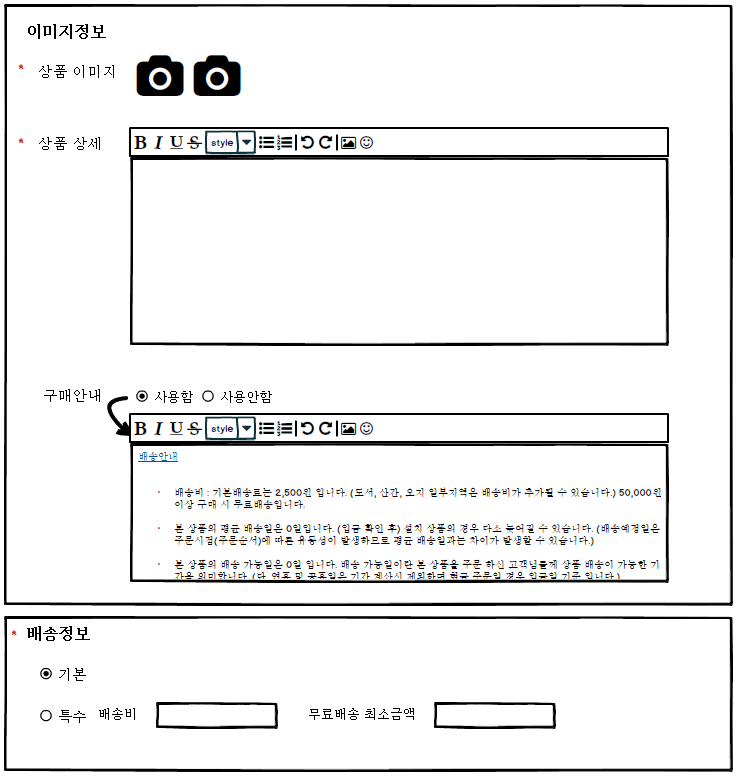 이미지정보
* 상품 이미지
* 상품 상세
B I U S style
구매안내 사용함 사용안함
B I U S style
배송안내
배송비 : 기본배송료는 2,500원 입니다. (도서, 산간, 오지 일부지역은 배송비가 추가될 수 있습니다.) 50,000원
이상 구매 시 무료배송입니다.
본 상품의 평균 배송일은 0일입니다. (입금 확인 후) 설치 상품의 경우 다소 늦어질 수 있습니다. (배송예정일은
주문시점(주문순서)에 따른 유동성이 발생하므로 평균 배송일과는 차이가 발생할 수 있습니다.)
본 상품의 배송 가능일은 0일 입니다. 배송 가능일이란 본 상품을 주문 하신 고객님들께 상품 배송이 가능한 기
간을 의미합니다. (단, 연휴 및 공휴일은 기간 계산시 제외하며 현금 주문일 경우 입금일 기준 입니다.)
* 배송정보
기본
특수 배송비 무료배송 최소금액